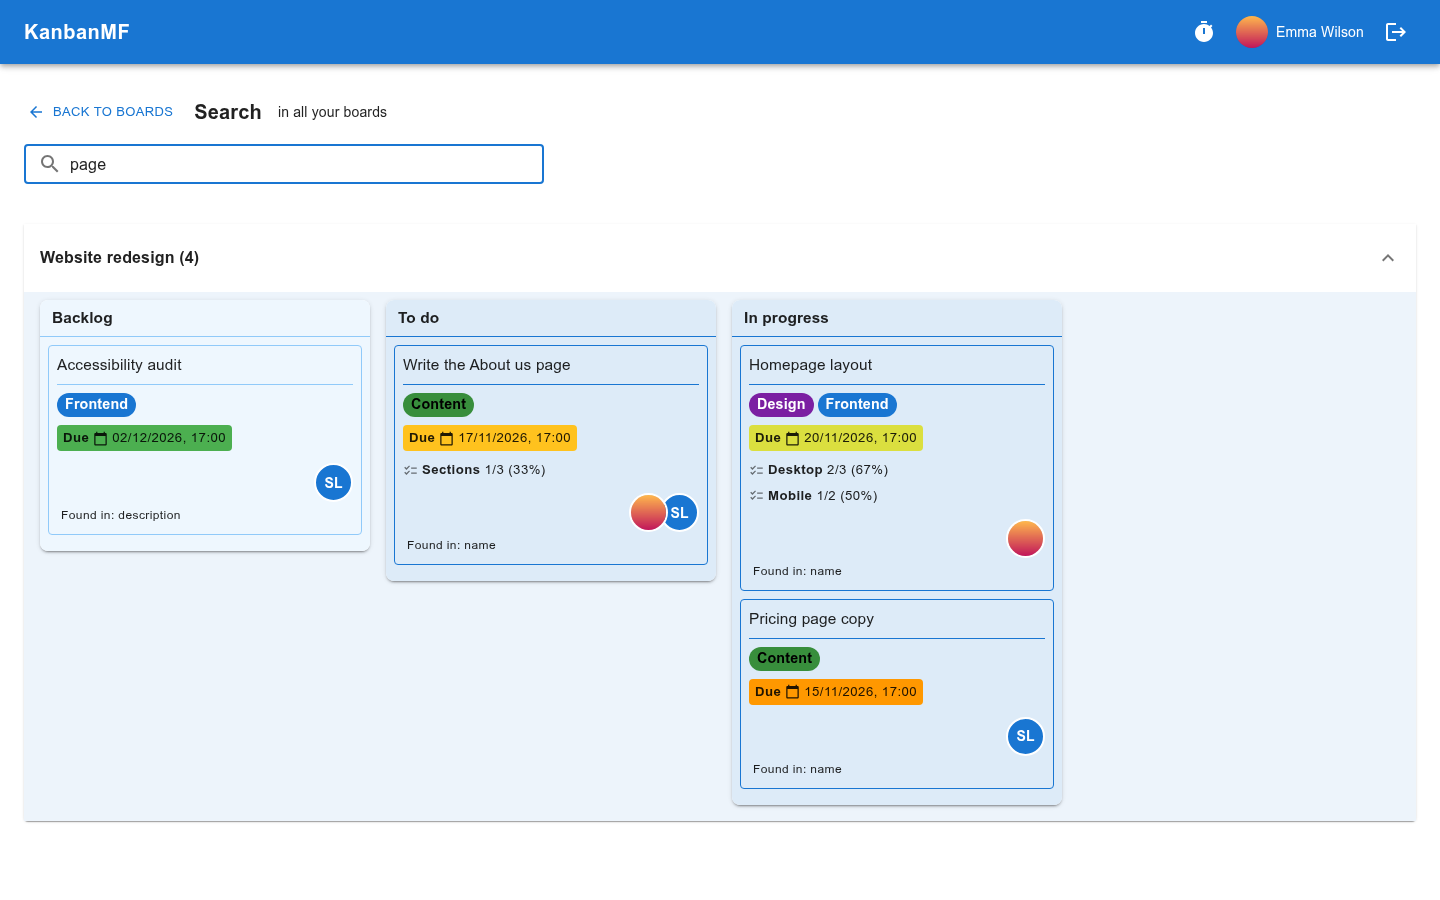 KanbanMF
Emma Wilson
BACK TO BOARDS
Search
in all your boards
page
Website redesign (4)
Backlog
Accessibility audit
Frontend
Due 02/12/2026, 17:00
SL
Found in: description
To do
Write the About us page
Content
Due 17/11/2026, 17:00
Sections 1/3 (33%)
SL
Found in: name
In progress
Homepage layout
Design Frontend
Due 20/11/2026, 17:00
Desktop 2/3 (67%)
Mobile 1/2 (50%)
Found in: name
Pricing page copy
Content
Due 15/11/2026, 17:00
SL
Found in: name